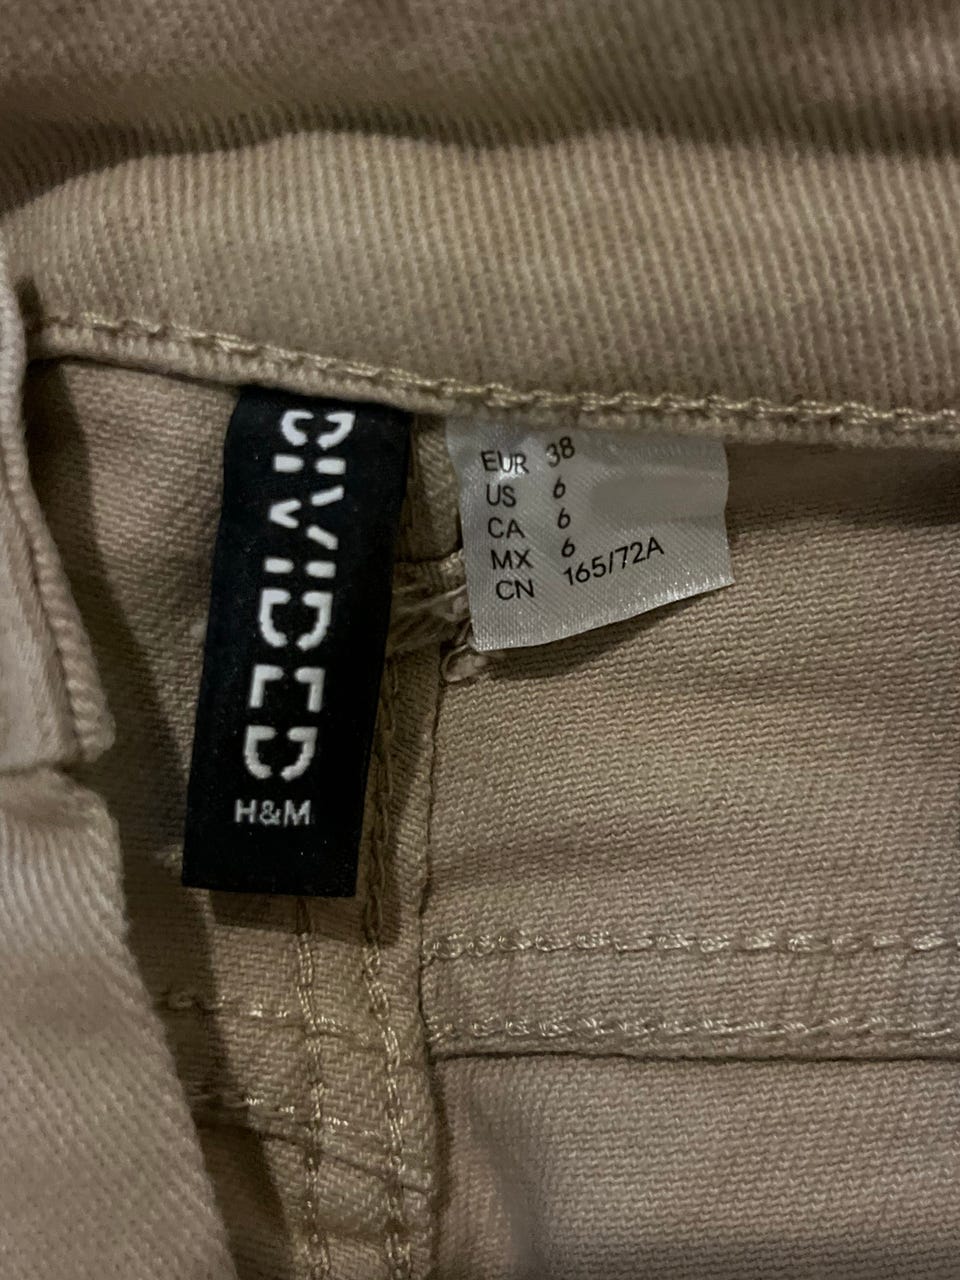 DIVIDED
H&M
EUR 38
US 6
CA 6
MX 6
CN 165/72A